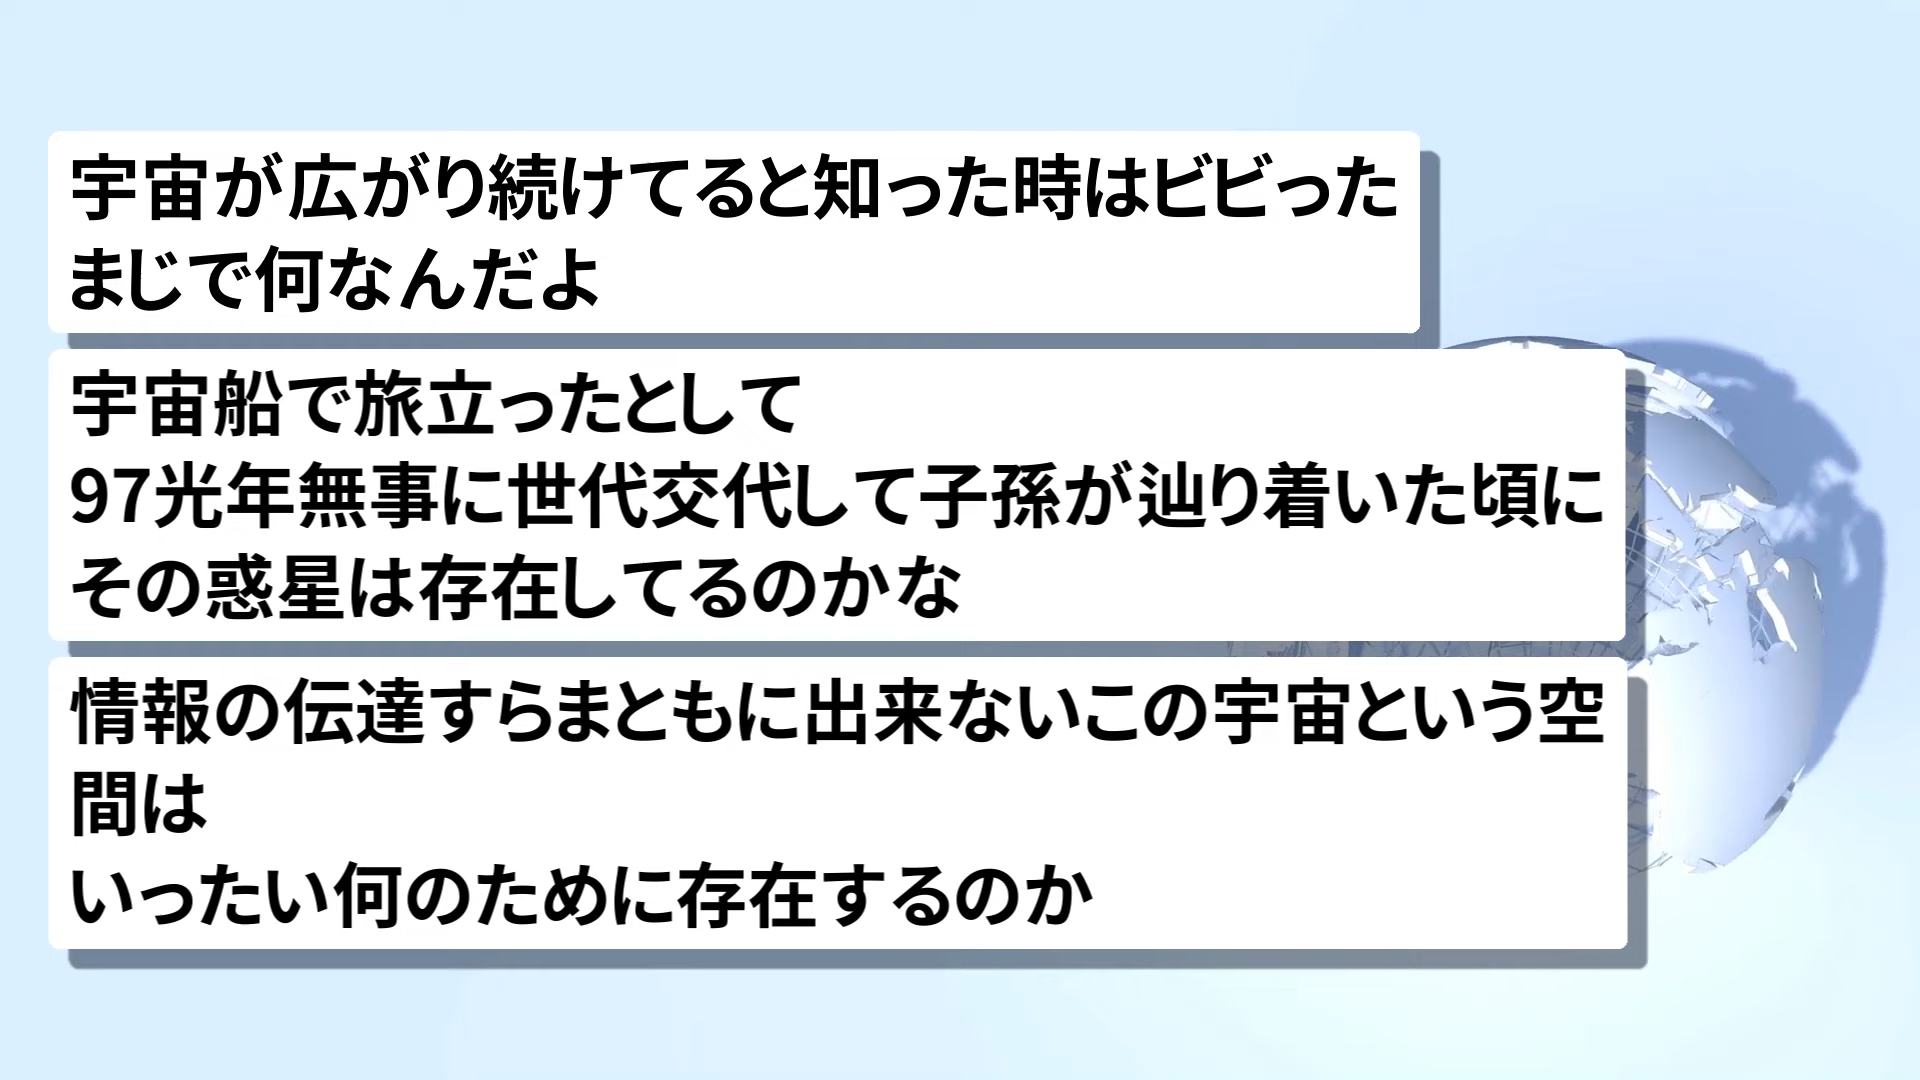 宇宙が広がり続けてると知った時はビビった
まじで何なんだよ
宇宙船で旅立ったとして
97光年無事に世代交代して子孫が辿り着いた頃に
その惑星は存在してるのかな
情報の伝達すらまともに出来ないこの宇宙という空
間は
いったい何のために存在するのか